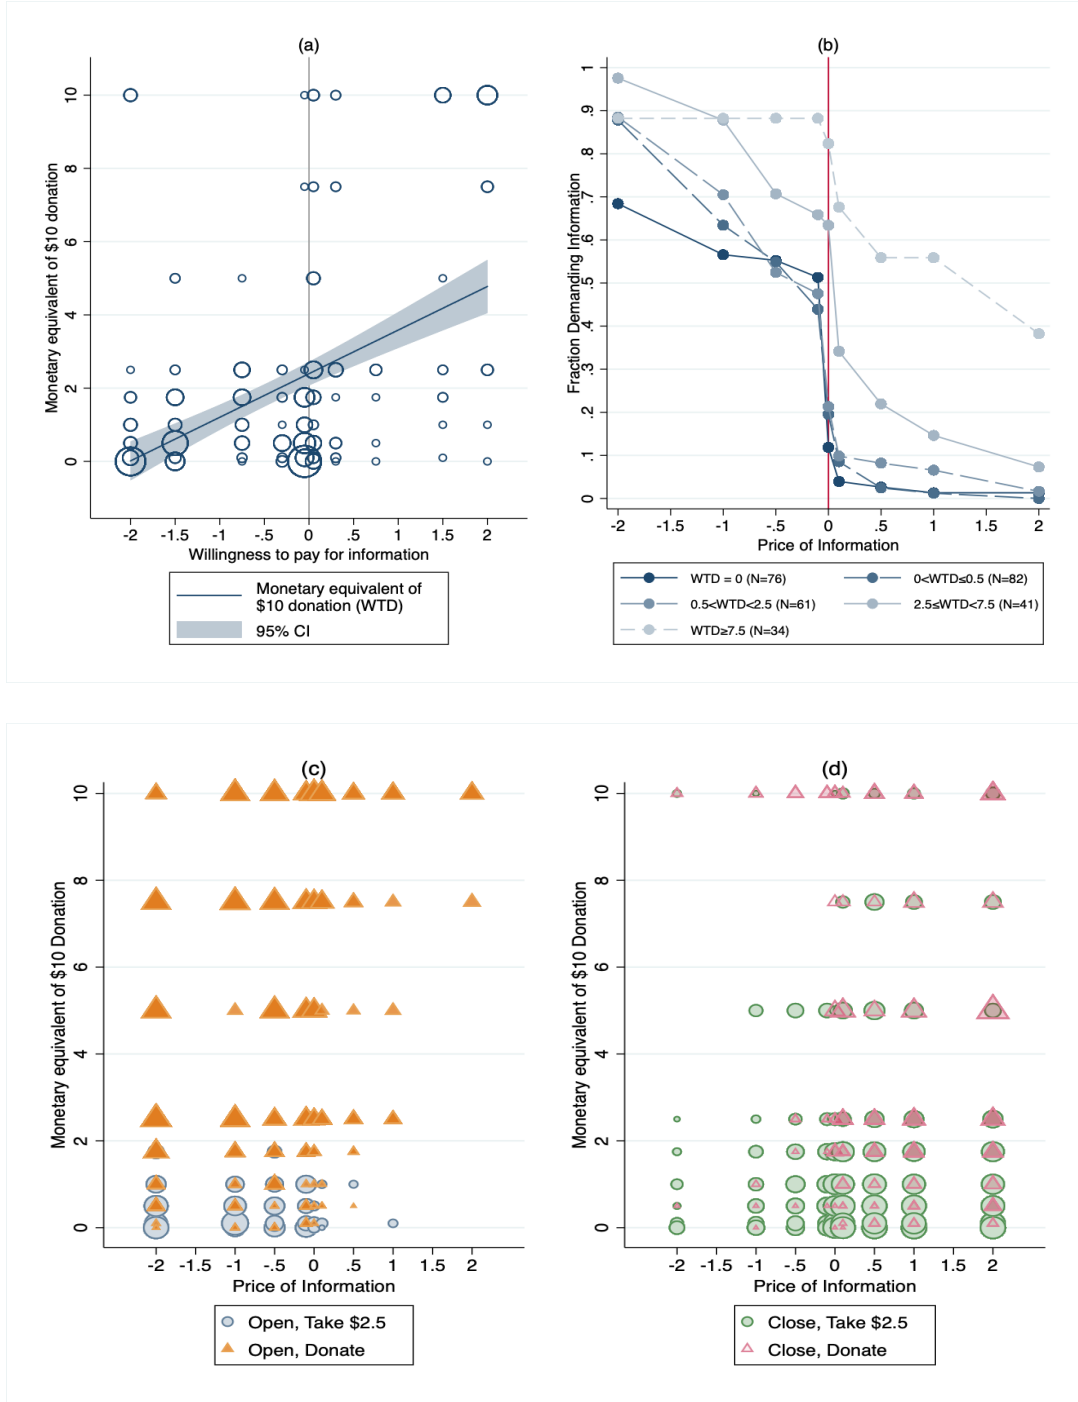 (a)
Monetary equivalent of $10 donation
10
8
6
4
2
0
-2 -1.5 -1 -.5 0 .5 1 1.5 2
Willingness to pay for information
Monetary equivalent of
$10 donation (WTD)
95% CI
(b)
Fraction Demanding Information
1
.9
.8
.7
.6
.5
.4
.3
.2
.1
0
-2 -1.5 -1 -.5 0 .5 1 1.5 2
Price of Information
WTD = 0 (N=76) 0<WTD≤0.5 (N=82)
0.5<WTD<2.5 (N=61) 2.5≤WTD<7.5 (N=41)
WTD≥7.5 (N=34)
(c)
Monetary equivalent of $10 Donation
10
8
6
4
2
0
-2 -1.5 -1 -.5 0 .5 1 1.5 2
Price of Information
Open, Take $2.5
Open, Donate
(d)
Monetary equivalent of $10 Donation
10
8
6
4
2
0
-2 -1.5 -1 -.5 0 .5 1 1.5 2
Price of Information
Close, Take $2.5
Close, Donate